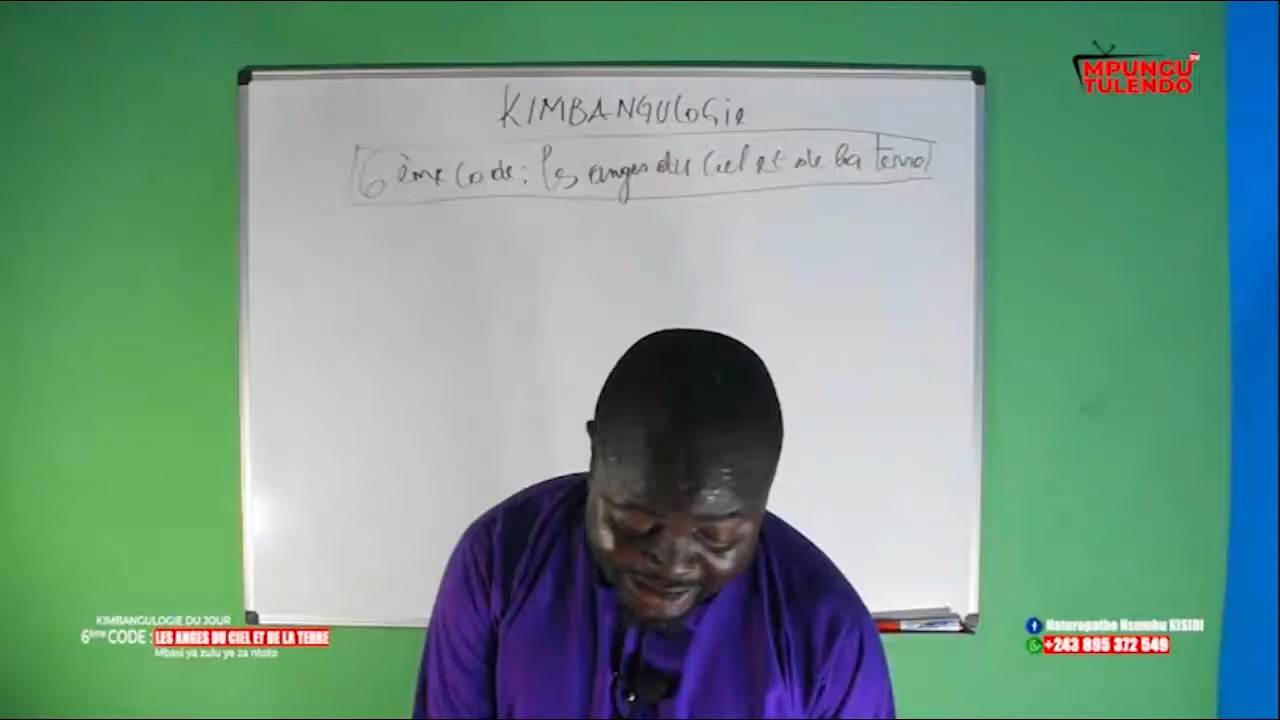 KIMBANGULOGIE
6ème Code: les anges du Ciel et de la Terre
MPUNGU TV
TULENDO
KIMBANGULOGIE DU JOUR
6ème CODE : LES ANGES DU CIEL ET DE LA TERRE
Mbasi ya zulu ye za ntoto
Naturopathe Nsumbu KISIDI
+243 895 372 549